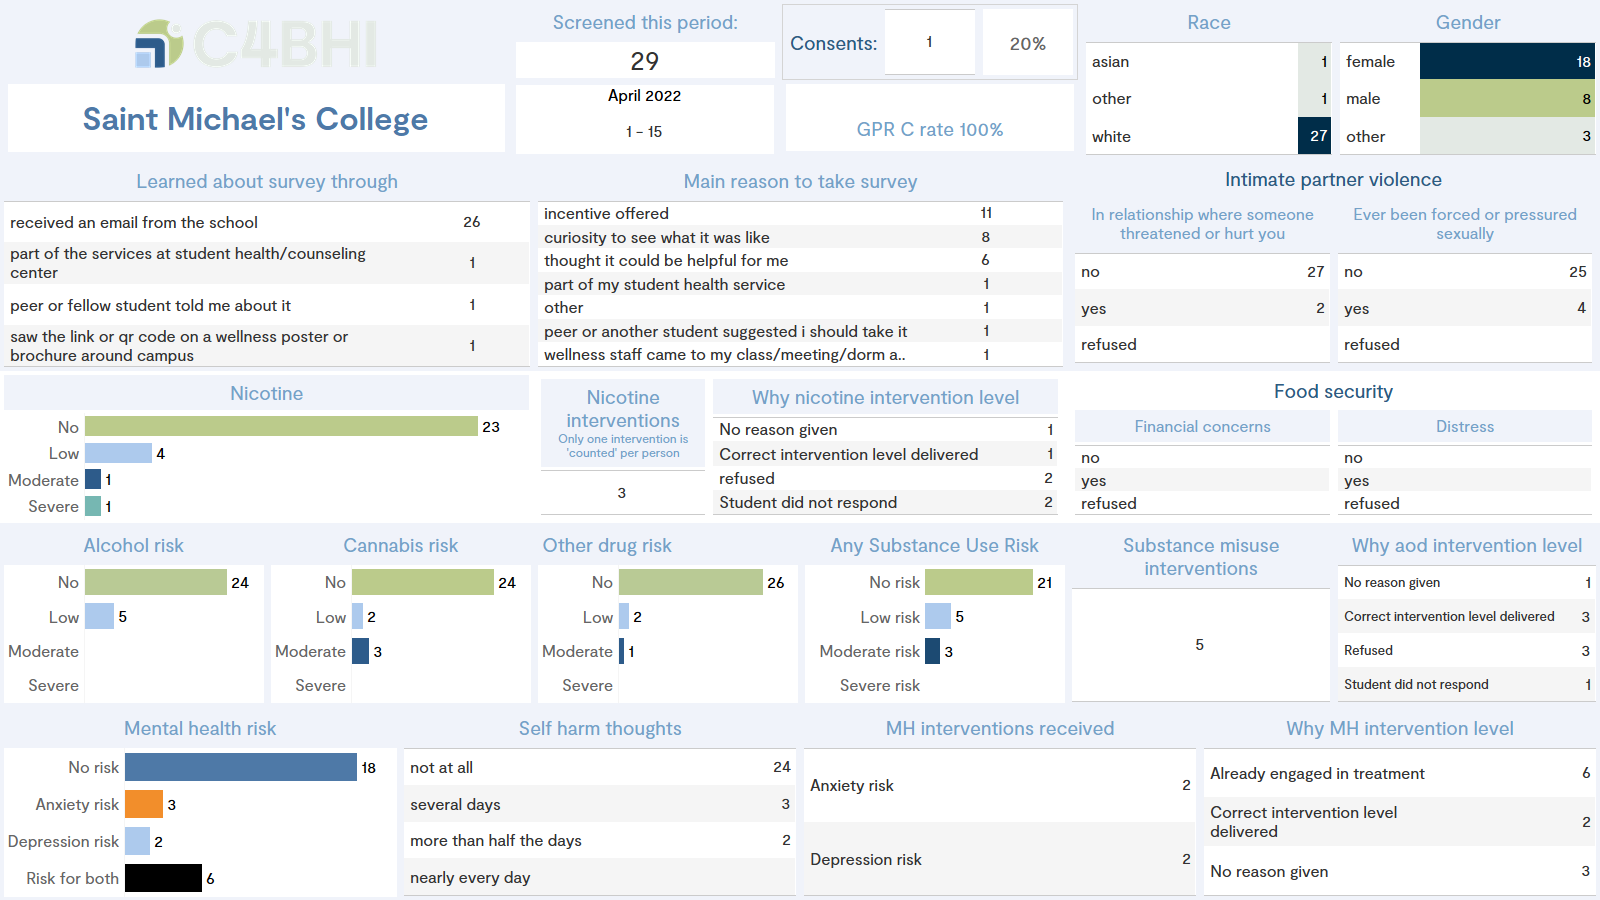 C4BHI
Saint Michael's College
Screened this period:
29
April 2022
1 - 15
Consents:
1
20%
GPR C rate 100%
Race
asian 1
other 1
white 27
Gender
female 18
male 8
other 3
Learned about survey through
received an email from the school 26
part of the services at student health/counseling
center 1
peer or fellow student told me about it 1
saw the link or qr code on a wellness poster or
brochure around campus 1
Main reason to take survey
incentive offered 11
curiosity to see what it was like 8
thought it could be helpful for me 6
part of my student health service 1
other 1
peer or another student suggested i should take it 1
wellness staff came to my class/meeting/dorm a.. 1
Intimate partner violence
In relationship where someone
threatened or hurt you
no 27
yes 2
refused
Ever been forced or pressured
sexually
no 25
yes 4
refused
Nicotine
No 23
Low 4
Moderate 1
Severe 1
Nicotine
interventions
Only one intervention is
'counted' per person
3
Why nicotine intervention level
No reason given 1
Correct intervention level delivered 1
refused 2
Student did not respond 2
Food security
Financial concerns
no
yes
refused
Distress
no
yes
refused
Alcohol risk
No 24
Low 5
Moderate
Severe
Cannabis risk
No 24
Low 2
Moderate 3
Severe
Other drug risk
No 26
Low 2
Moderate 1
Severe
Any Substance Use Risk
No risk 21
Low risk 5
Moderate risk 3
Severe risk
Substance misuse
interventions
5
Why aod intervention level
No reason given 1
Correct intervention level delivered 3
Refused 3
Student did not respond 1
Mental health risk
No risk 18
Anxiety risk 3
Depression risk 2
Risk for both 6
Self harm thoughts
not at all 24
several days 3
more than half the days 2
nearly every day
MH interventions received
Anxiety risk 2
Depression risk 2
Why MH intervention level
Already engaged in treatment 6
Correct intervention level
delivered 2
No reason given 3